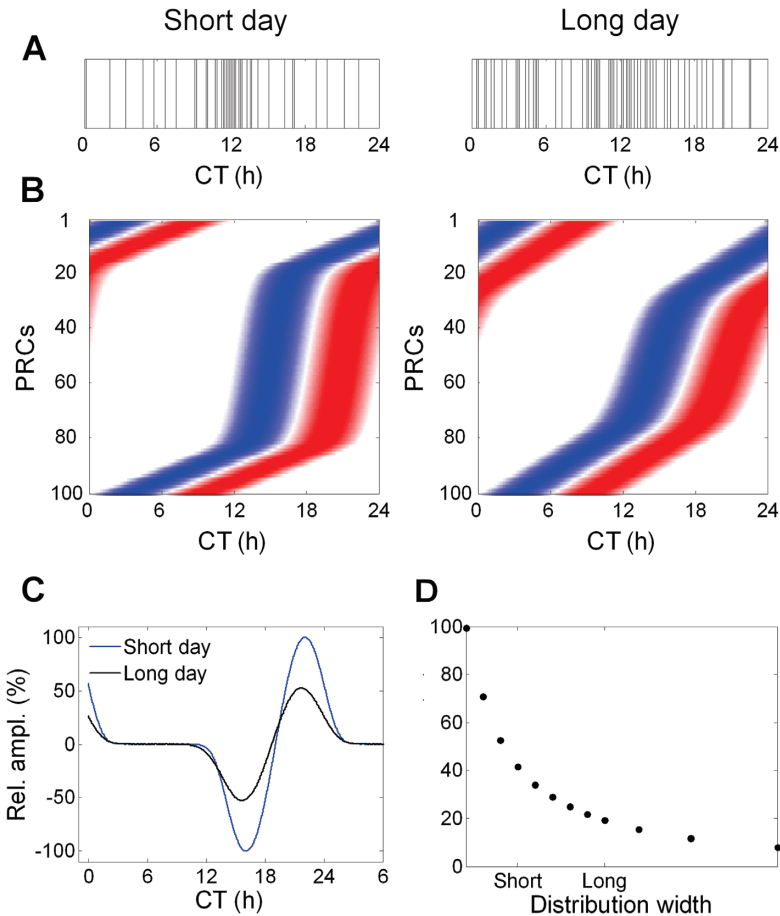 Short day
Long day
A
0 6 12 18 24
CT (h)
0 6 12 18 24
CT (h)
B
PRCs
1
20
40
60
80
100
0 6 12 18 24
CT (h)
PRCs
1
20
40
60
80
100
0 6 12 18 24
CT (h)
C
Rel. ampl. (%)
100
50
0
-50
-100
Short day
Long day
0 6 12 18 24 6
CT (h)
D
100
80
60
40
20
0
Short Long
Distribution width